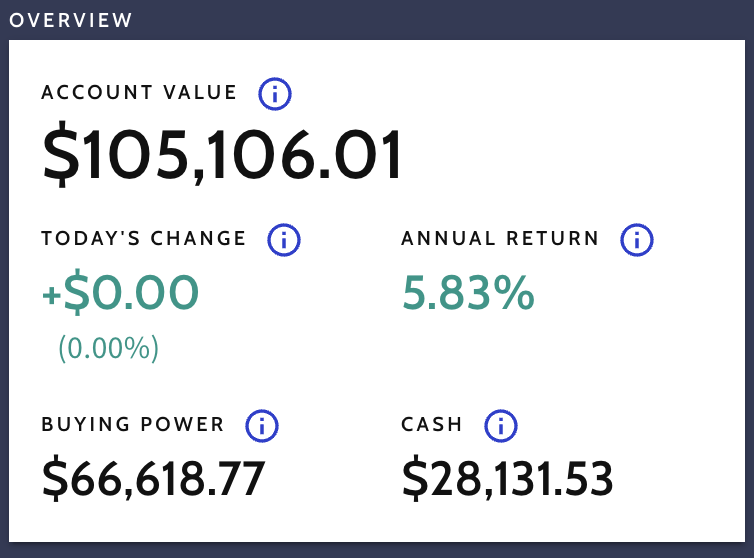 OVERVIEW
ACCOUNT VALUE
$105,106.01
TODAY'S CHANGE
+$0.00
(0.00%)
ANNUAL RETURN
5.83%
BUYING POWER
$66,618.77
CASH
$28,131.53